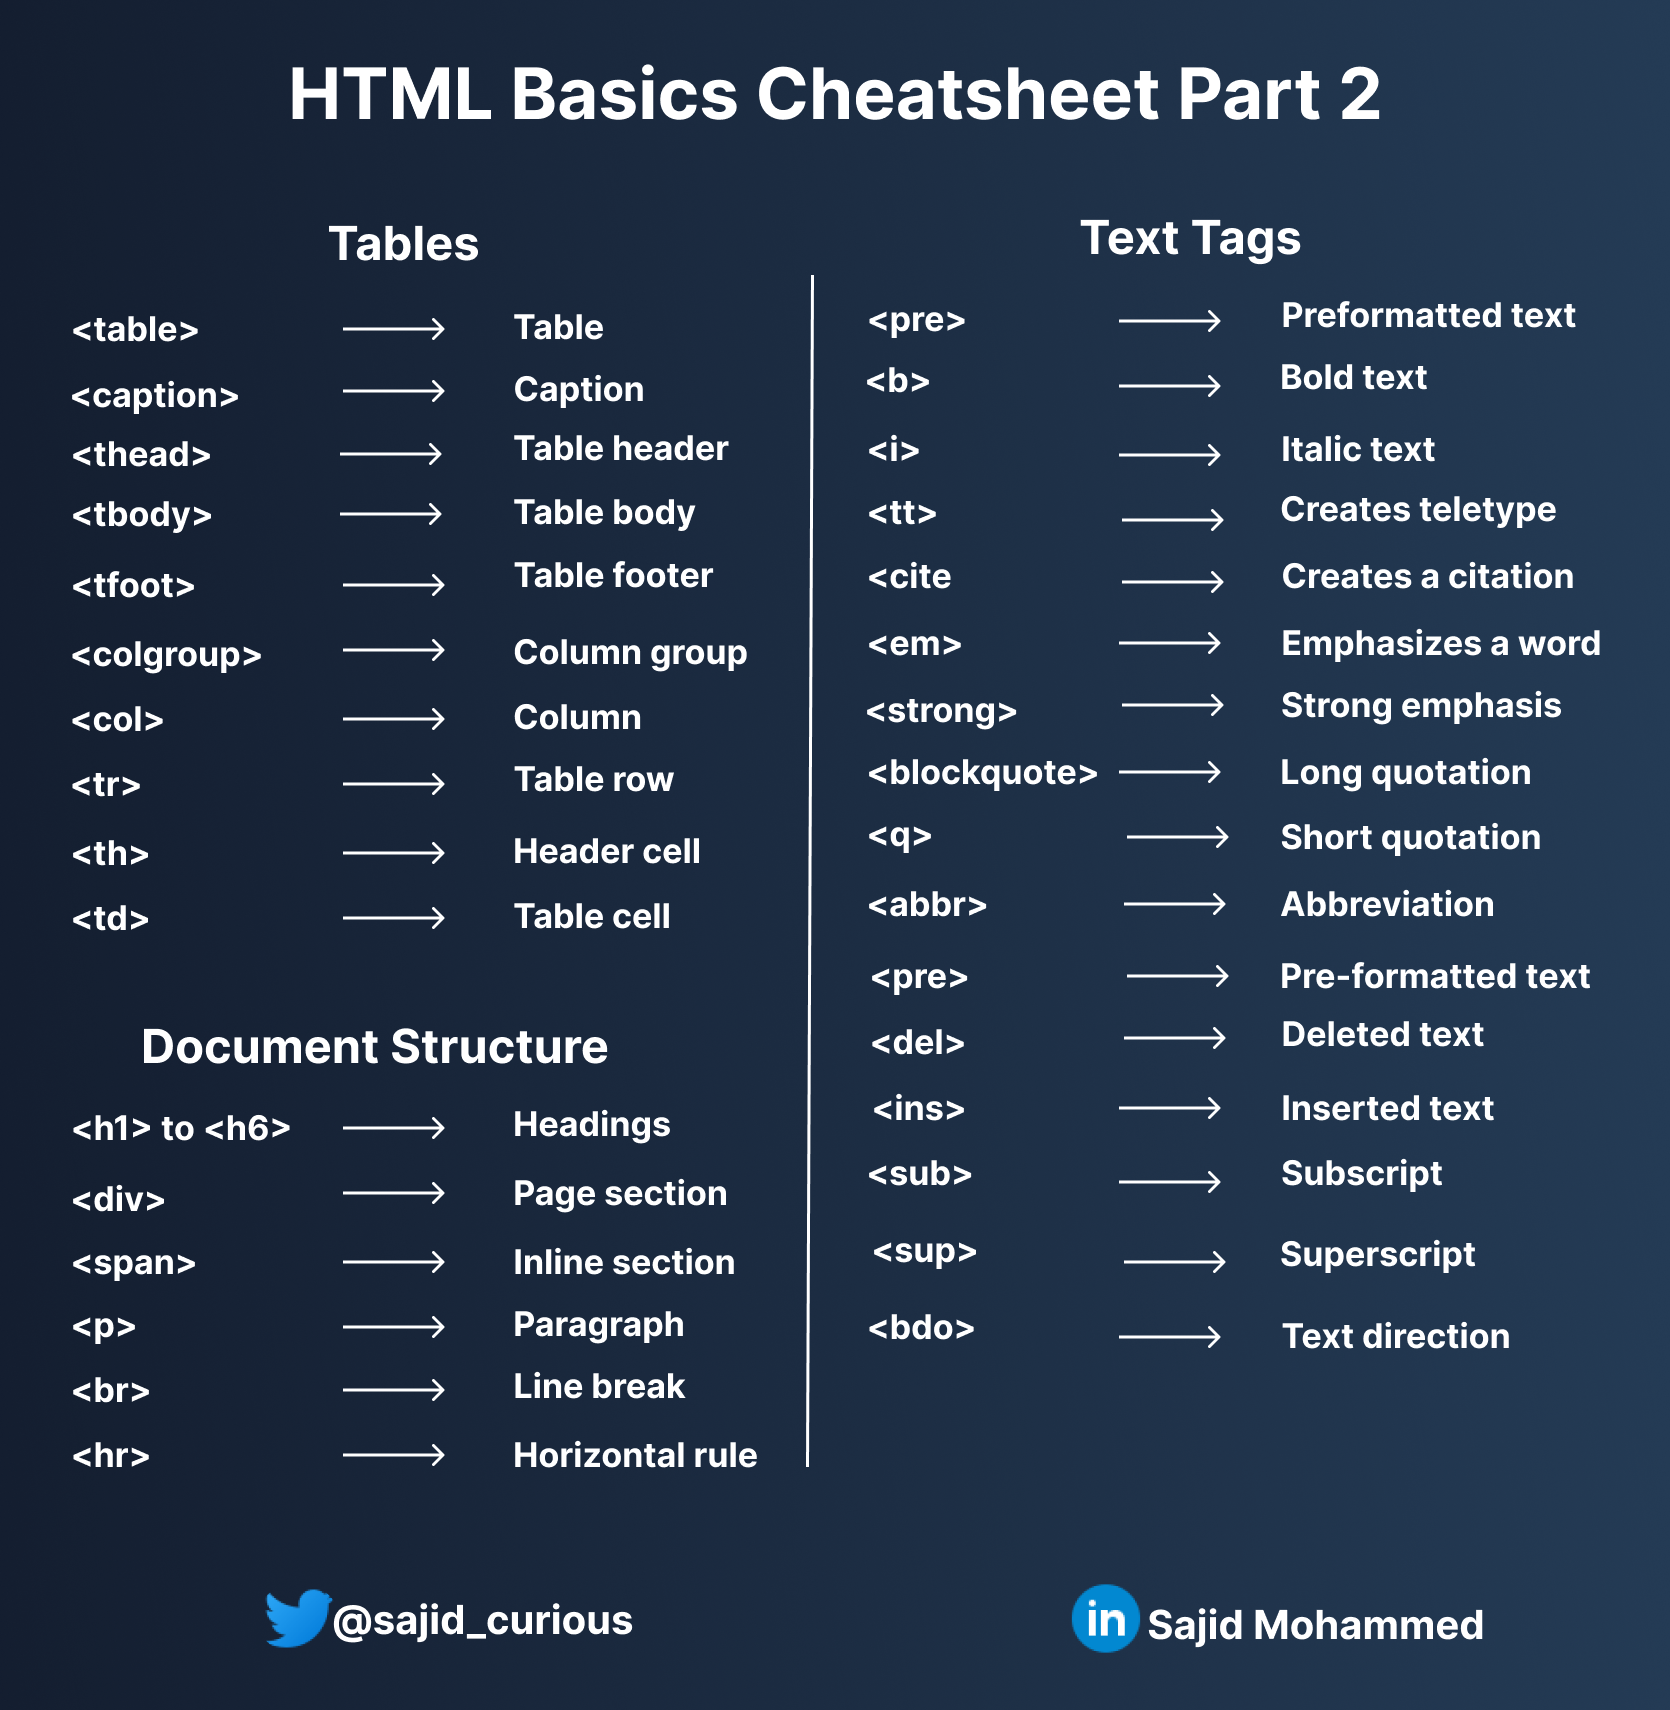 HTML Basics Cheatsheet Part 2
Tables
<table> Table
<caption> Caption
<thead> Table header
<tbody> Table body
<tfoot> Table footer
<colgroup> Column group
<col> Column
<tr> Table row
<th> Header cell
<td> Table cell
Document Structure
<h1> to <h6> Headings
<div> Page section
<span> Inline section
<p> Paragraph
<br> Line break
<hr> Horizontal rule
Text Tags
<pre> Preformatted text
<b> Bold text
<i> Italic text
<tt> Creates teletype
<cite Creates a citation
<em> Emphasizes a word
<strong> Strong emphasis
<blockquote> Long quotation
<q> Short quotation
<abbr> Abbreviation
<pre> Pre-formatted text
<del> Deleted text
<ins> Inserted text
<sub> Subscript
<sup> Superscript
<bdo> Text direction
@sajid_curious
in Sajid Mohammed